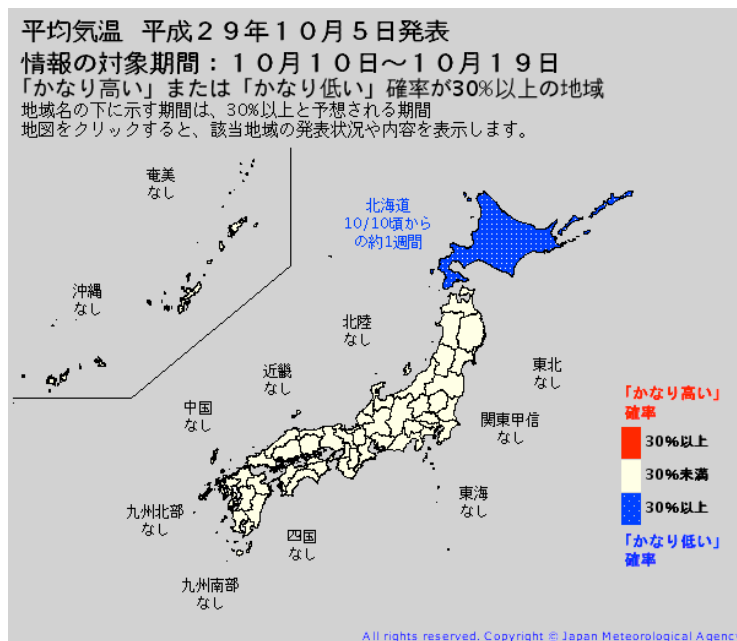 平均気温 平成２９年１０月５日発表
情報の対象期間：１０月１０日〜１０月１９日
「かなり高い」または「かなり低い」確率が30%以上の地域
地域名の下に示す期間は、30%以上と予想される期間
地図をクリックすると、該当地域の発表状況や内容を表示します。
奄美
なし
北海道
10/10頃から
の約1週間
沖縄
なし
北陸
なし
近畿
なし
東北
なし
中国
なし
関東甲信
なし
東海
なし
九州北部
なし
四国
なし
九州南部
なし
「かなり高い」
確率
30%以上
30%未満
30%以上
「かなり低い」
確率
All rights reserved. Copyright © Japan Meteorological Agenc